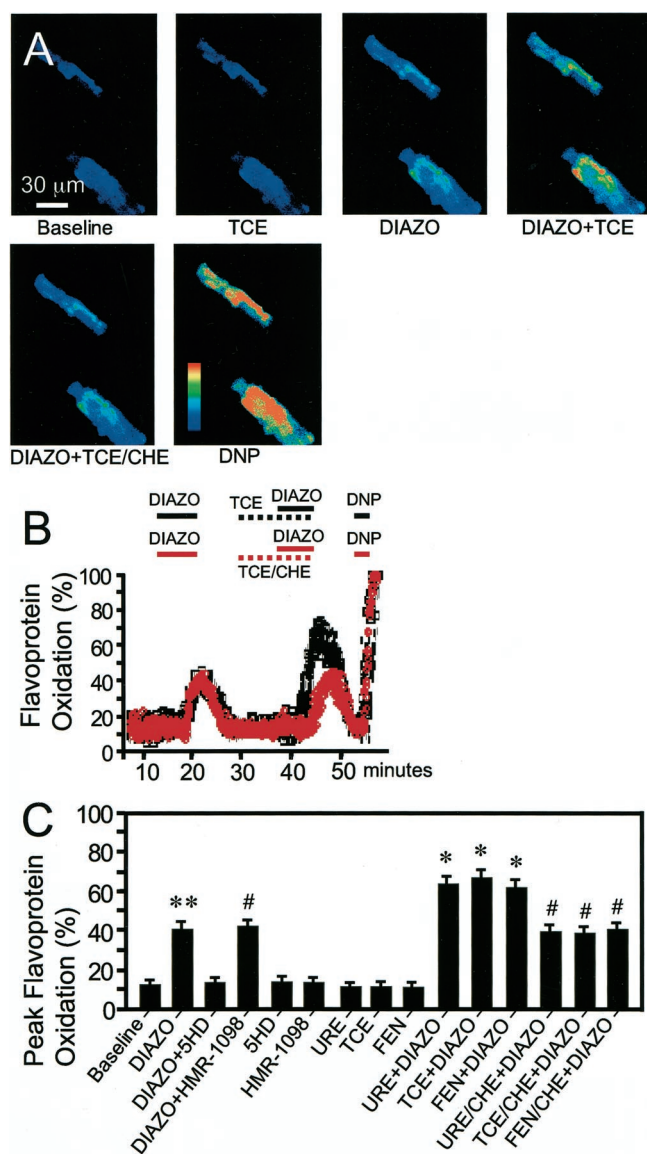 A
30 µm
Baseline
TCE
DIAZO
DIAZO+TCE
DIAZO+TCE/CHE
DNP
B
DIAZO
TCE
DIAZO
DNP
DIAZO
DIAZO
DNP
TCE/CHE
Flavoprotein
Oxidation (%)
100
80
60
40
20
0
10
20
30
40
50
minutes
C
Peak Flavoprotein
Oxidation (%)
100
80
60
40
20
0
**
#
*
*
*
#
#
#
Baseline
DIAZO
DIAZO+5HD
DIAZO+HMR-1098
5HD
HMR-1098
URE
TCE
FEN
URE+DIAZO
TCE+DIAZO
FEN+DIAZO
URE/CHE+DIAZO
TCE/CHE+DIAZO
FEN/CHE+DIAZO